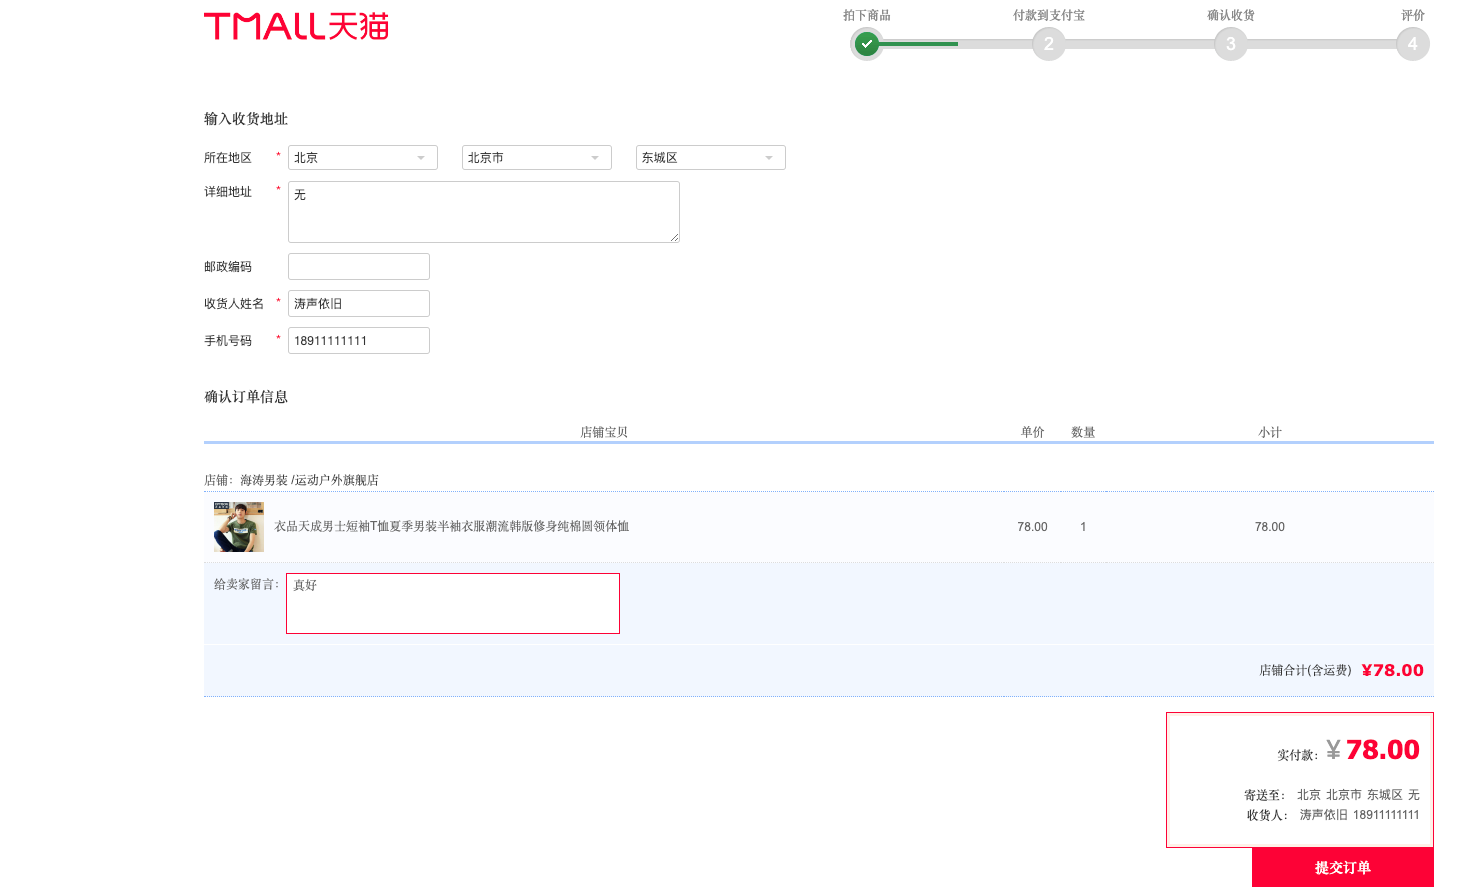 TMALL天猫
拍下商品 付款到支付宝 确认收货 评价
2 3 4
输入收货地址
所在地区 * 北京 北京市 东城区
详细地址 * 无
邮政编码
收货人姓名 * 涛声依旧
手机号码 * 18911111111
确认订单信息
店铺宝贝 单价 数量 小计
店铺：海涛男装 /运动户外旗舰店
衣品天成男士短袖T恤夏季男装半袖衣服潮流韩版修身纯棉圆领体恤 78.00 1 78.00
给卖家留言： 真好
店铺合计(含运费) ¥78.00
实付款：￥78.00
寄送至： 北京 北京市 东城区 无
收货人： 涛声依旧 18911111111
提交订单